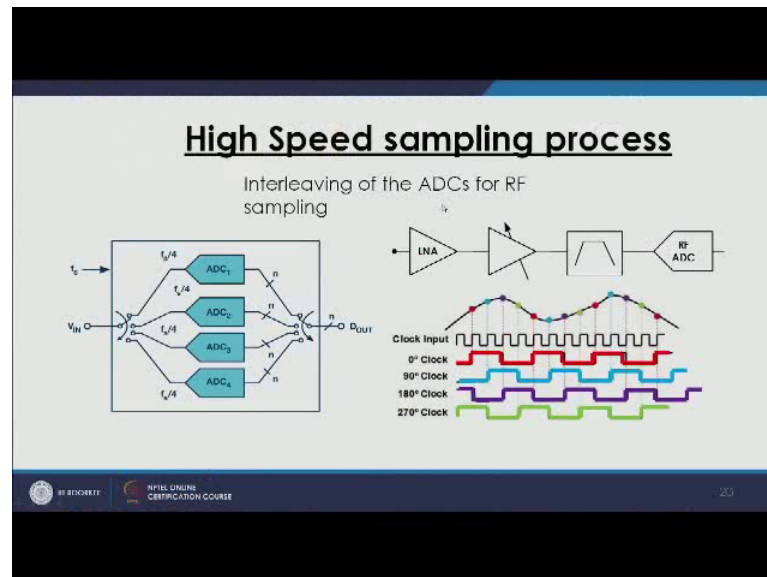 High Speed sampling process
Interleaving of the ADCs for RF
sampling
fs
VIN
fs/4
ADC1
n
fs/4
ADC2
n
fs/4
ADC3
n
fs/4
ADC4
n
n
DOUT
LNA
RF
ADC
Clock Input
0° Clock
90° Clock
180° Clock
270° Clock
IIT ROORKEE
NPTEL ONLINE
CERTIFICATION COURSE
20